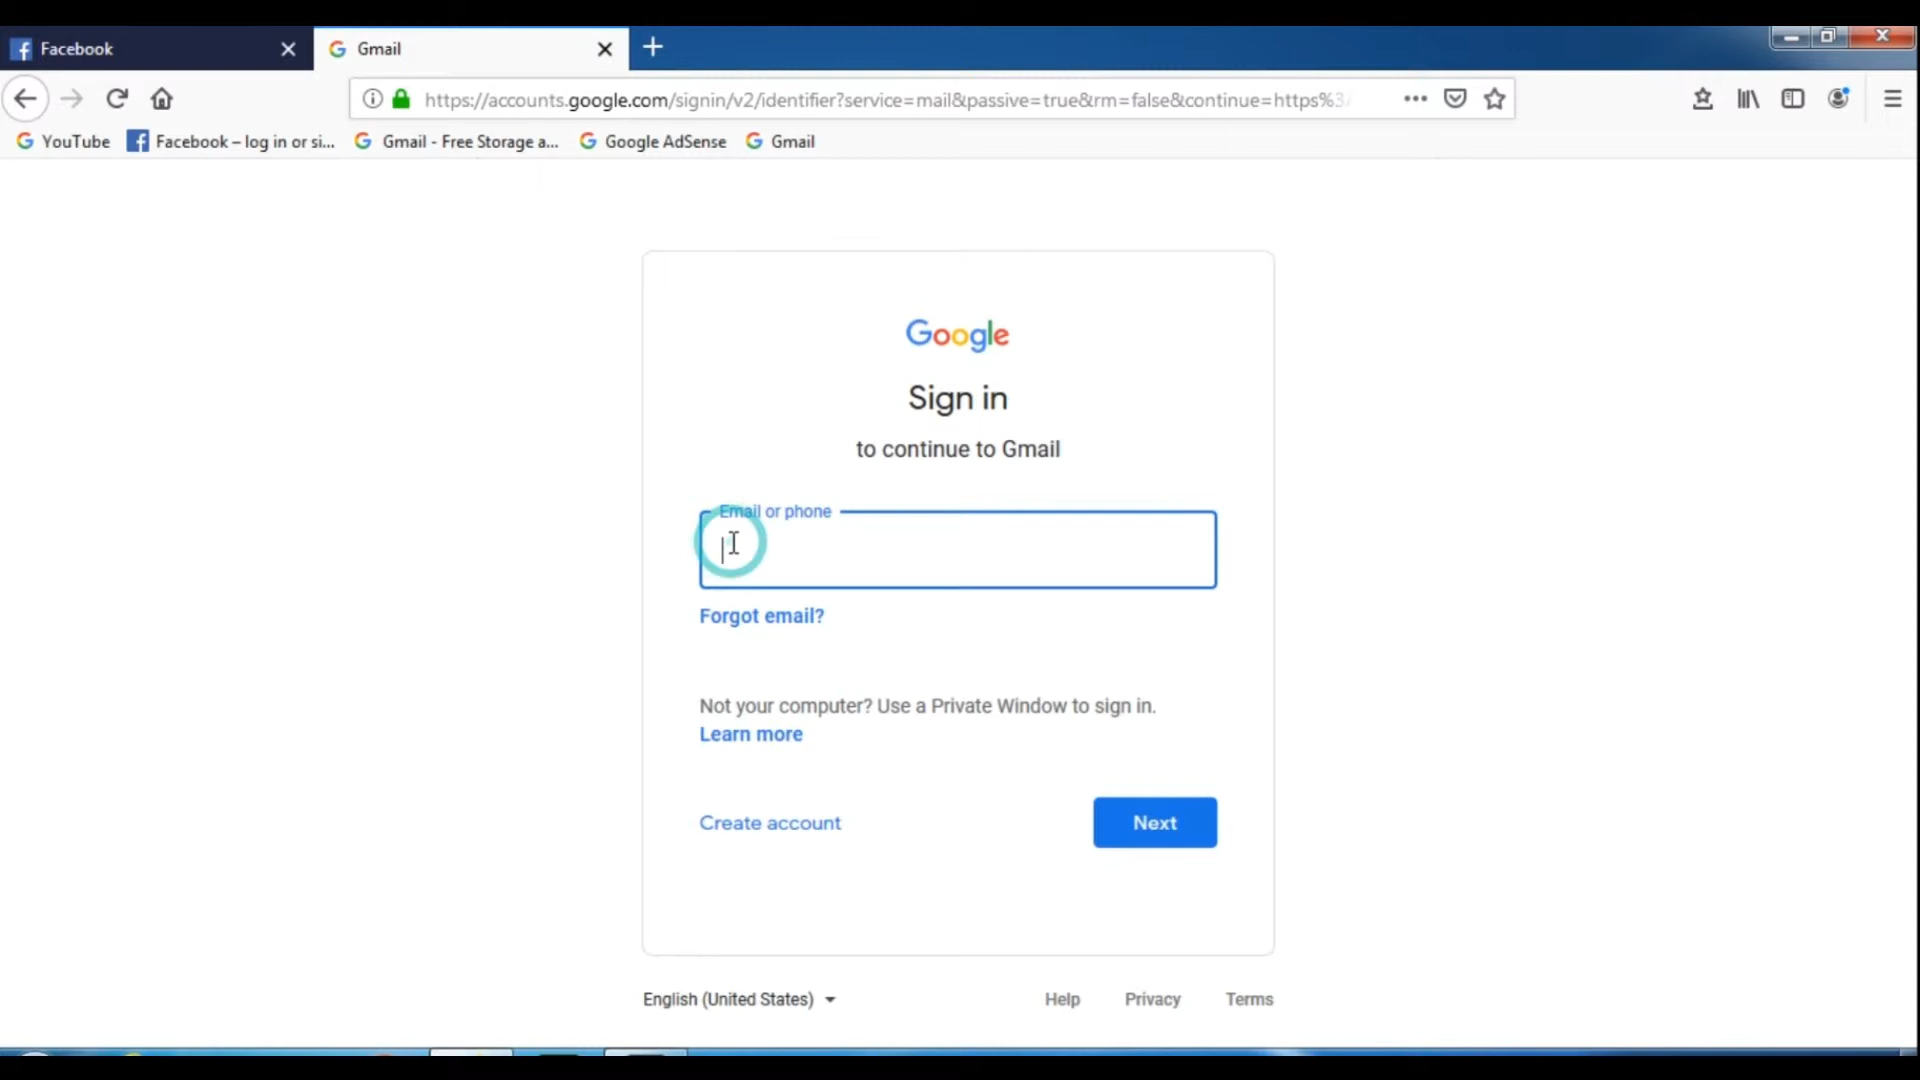 Facebook
Gmail
https://accounts.google.com/signin/v2/identifier?service=mail&passive=true&rm=false&continue=https%3
YouTube
Facebook – log in or si...
Gmail - Free Storage a...
Google AdSense
Gmail
Google
Sign in
to continue to Gmail
Email or phone
Forgot email?
Not your computer? Use a Private Window to sign in.
Learn more
Create account
Next
English (United States)
Help
Privacy
Terms